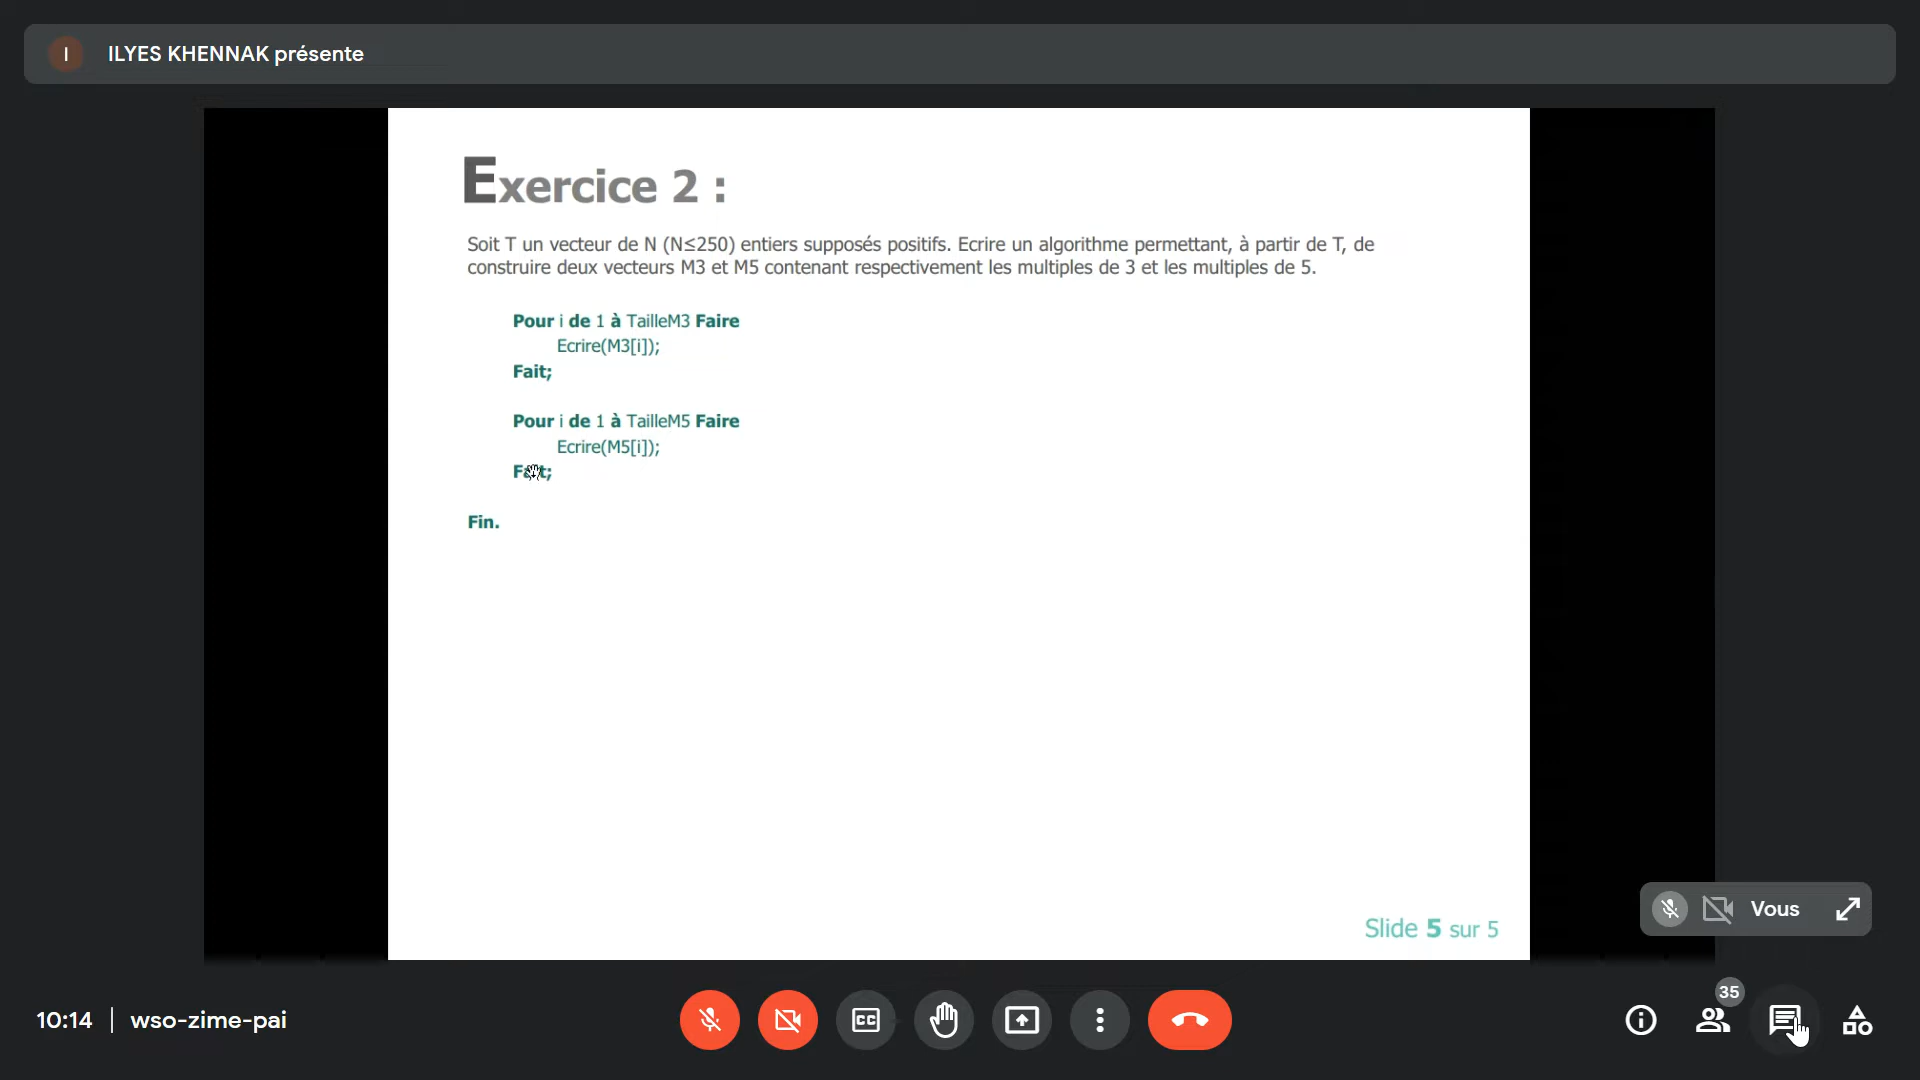 I ILYES KHENNAK présente
Exercice 2 :
Soit T un vecteur de N (N≤250) entiers supposés positifs. Ecrire un algorithme permettant, à partir de T, de
construire deux vecteurs M3 et M5 contenant respectivement les multiples de 3 et les multiples de 5.
Pour i de 1 à TailleM3 Faire
Ecrire(M3[i]);
Fait;
Pour i de 1 à TailleM5 Faire
Ecrire(M5[i]);
Fait;
Fin.
Slide 5 sur 5
Vous
10:14 | wso-zime-pai
CC
35